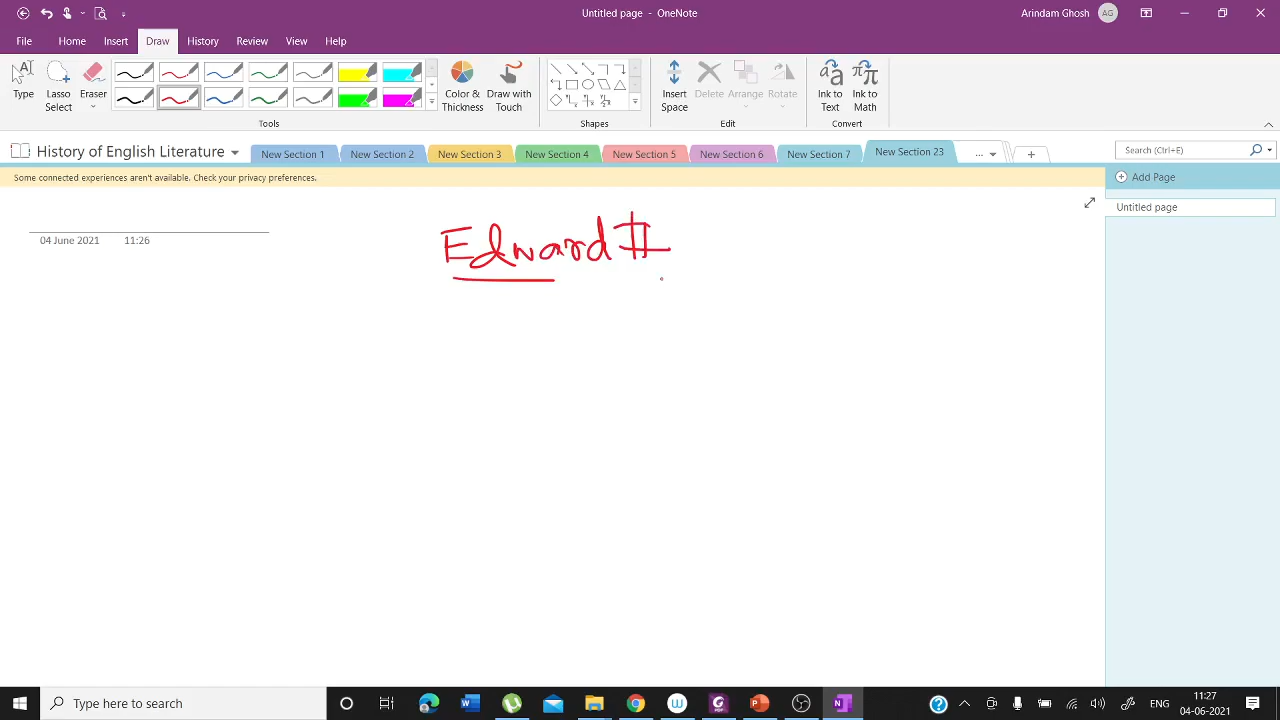 Untitled page - OneNote
Arindam Ghosh AG
File Home Insert Draw History Review View Help
Type
Lasso Select
Eraser
Color & Thickness
Draw with Touch
Insert Space
Delete
Arrange
Rotate
Ink to Text
Ink to Math
Tools Shapes Edit Convert
History of English Literature
New Section 1 New Section 2 New Section 3 New Section 4 New Section 5 New Section 6 New Section 7 New Section 23 ...
Search (Ctrl+E)
Some connected experiences aren't available. Check your privacy preferences.
Add Page
Untitled page
04 June 2021 11:26
Edward II
Type here to search
ENG
11:27
04-06-2021